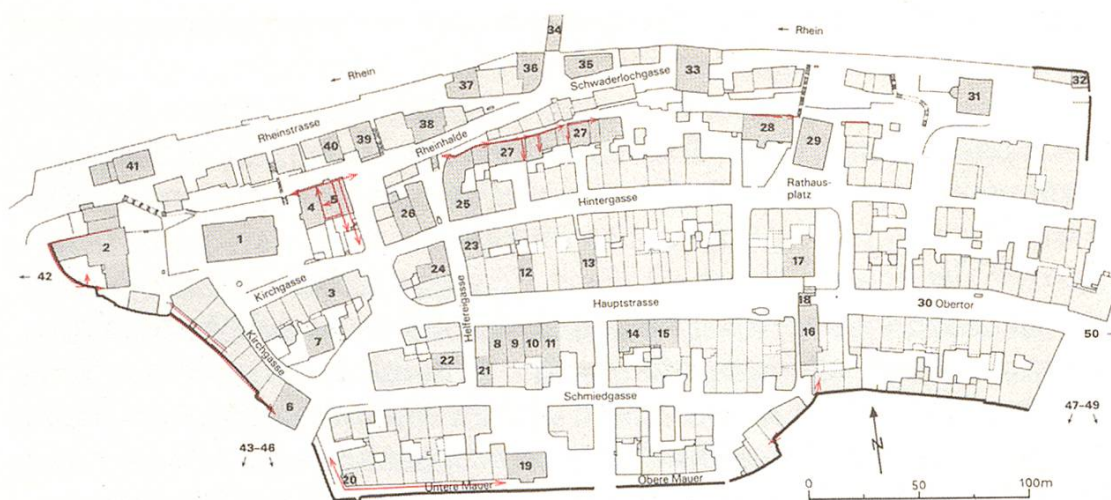 34
← Rhein
36
35
33
Schwaderlochgasse
32
← Rhein
37
31
Rheinstrasse
38
39
40
Rheinhalde
27
27
28
29
41
Rathaus-
platz
4
5
26
25
Hintergasse
1
2
← 42
23
24
12
13
17
Kirchgasse
3
Helfereigasse
Hauptstrasse
18
30 Obertor
7
Kirchgasse
8
9
10
11
14
15
16
50
22
21
Schmiedgasse
6
43–46
47–49
N
19
20
Untere Mauer
Obere Mauer
0
50
100m